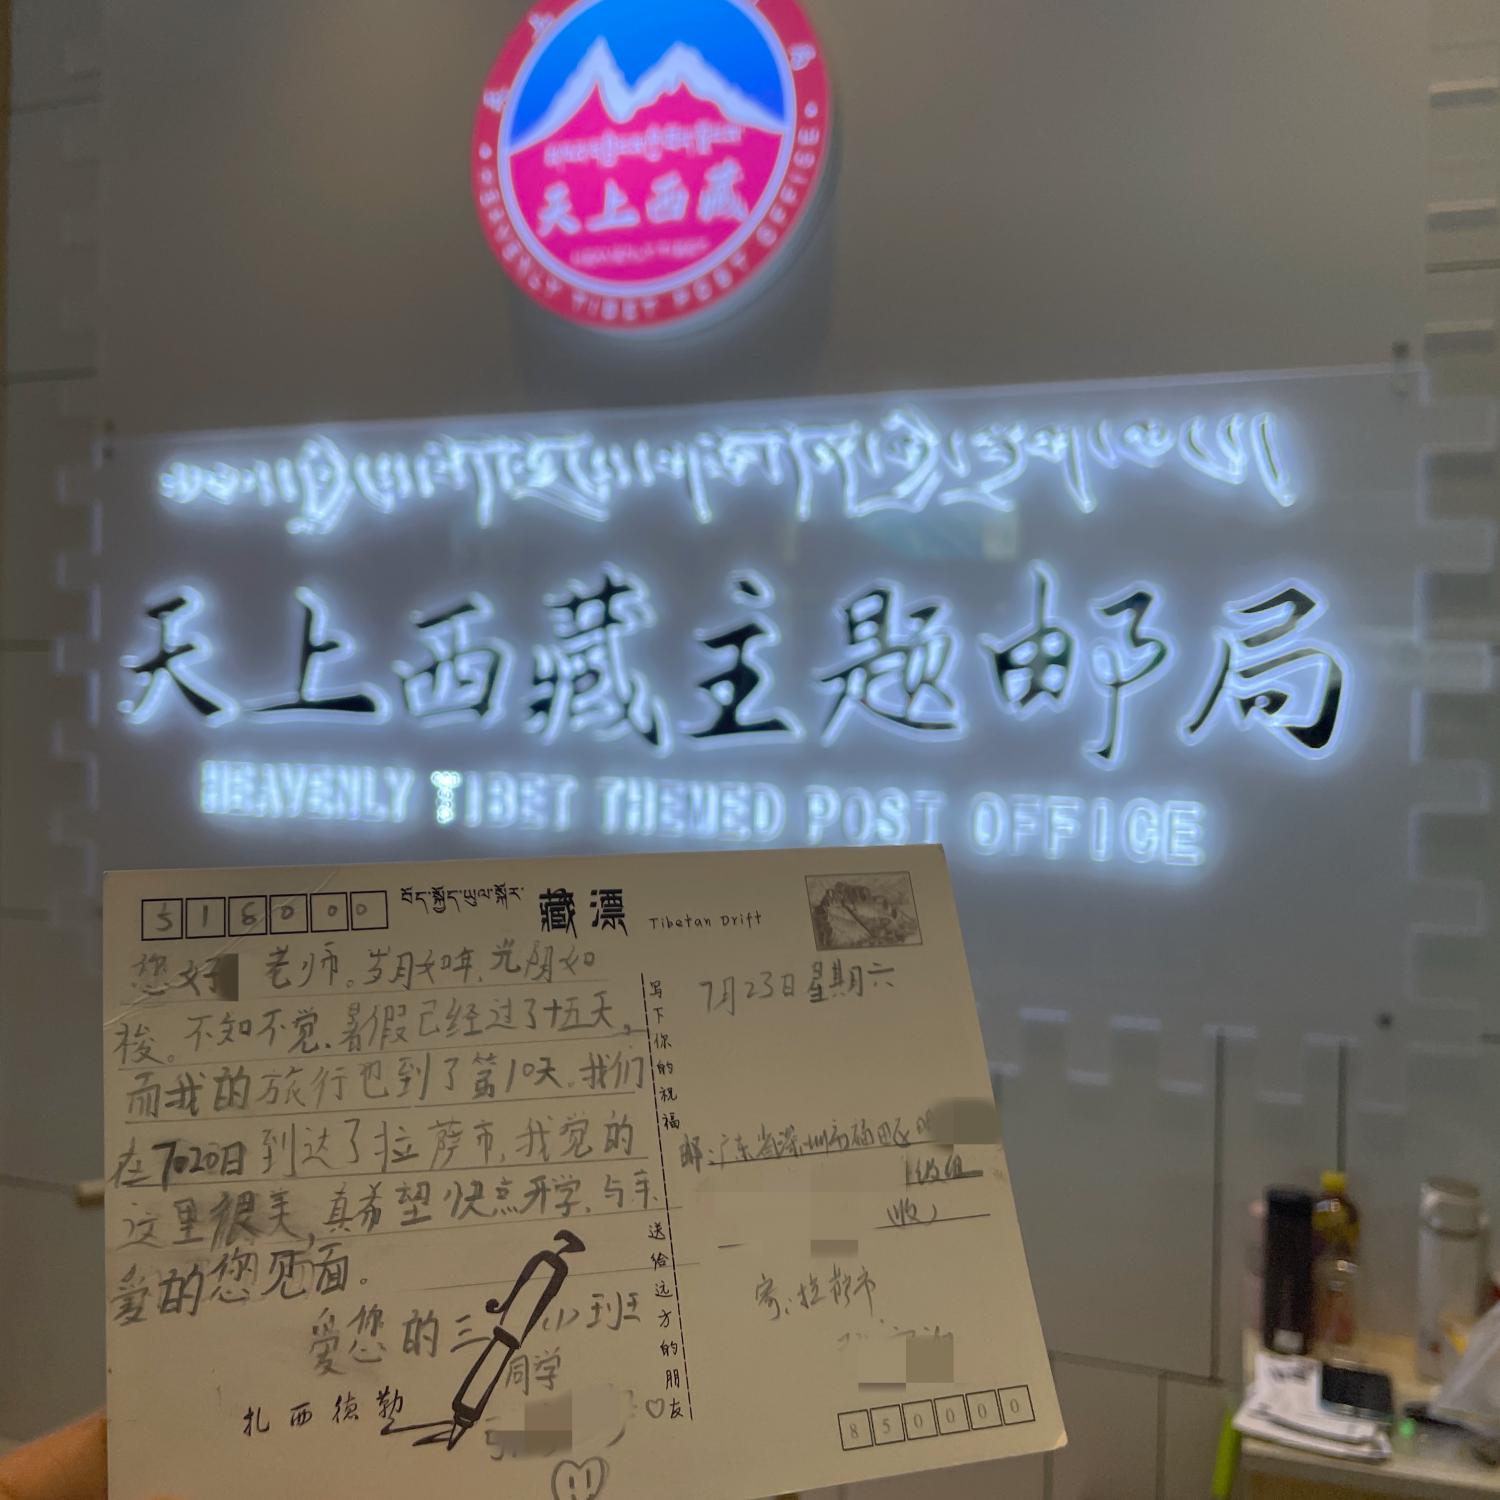 天上西藏
HEAVENLY TIBET
HEAVENLY TIBET POST OFFICE
天上西藏主题邮局
HEAVENLY TIBET THEMED POST OFFICE
518000
藏漂 Tibetan Drift
您好 老师。岁月如年、光阴如
梭。不知不觉、暑假已经过了十五天,
而我的旅行也到了第10天。我们
在7月20日到达了拉萨市、我觉的
这里很美,真希望快点开学、与亲
爱的您见面。
爱您的三(1)班
同学
扎西德勒
写下你的祝福
送给远方的朋友
7月23日星期六
邮:广东省深圳市
(收)
寄:拉萨市
850000